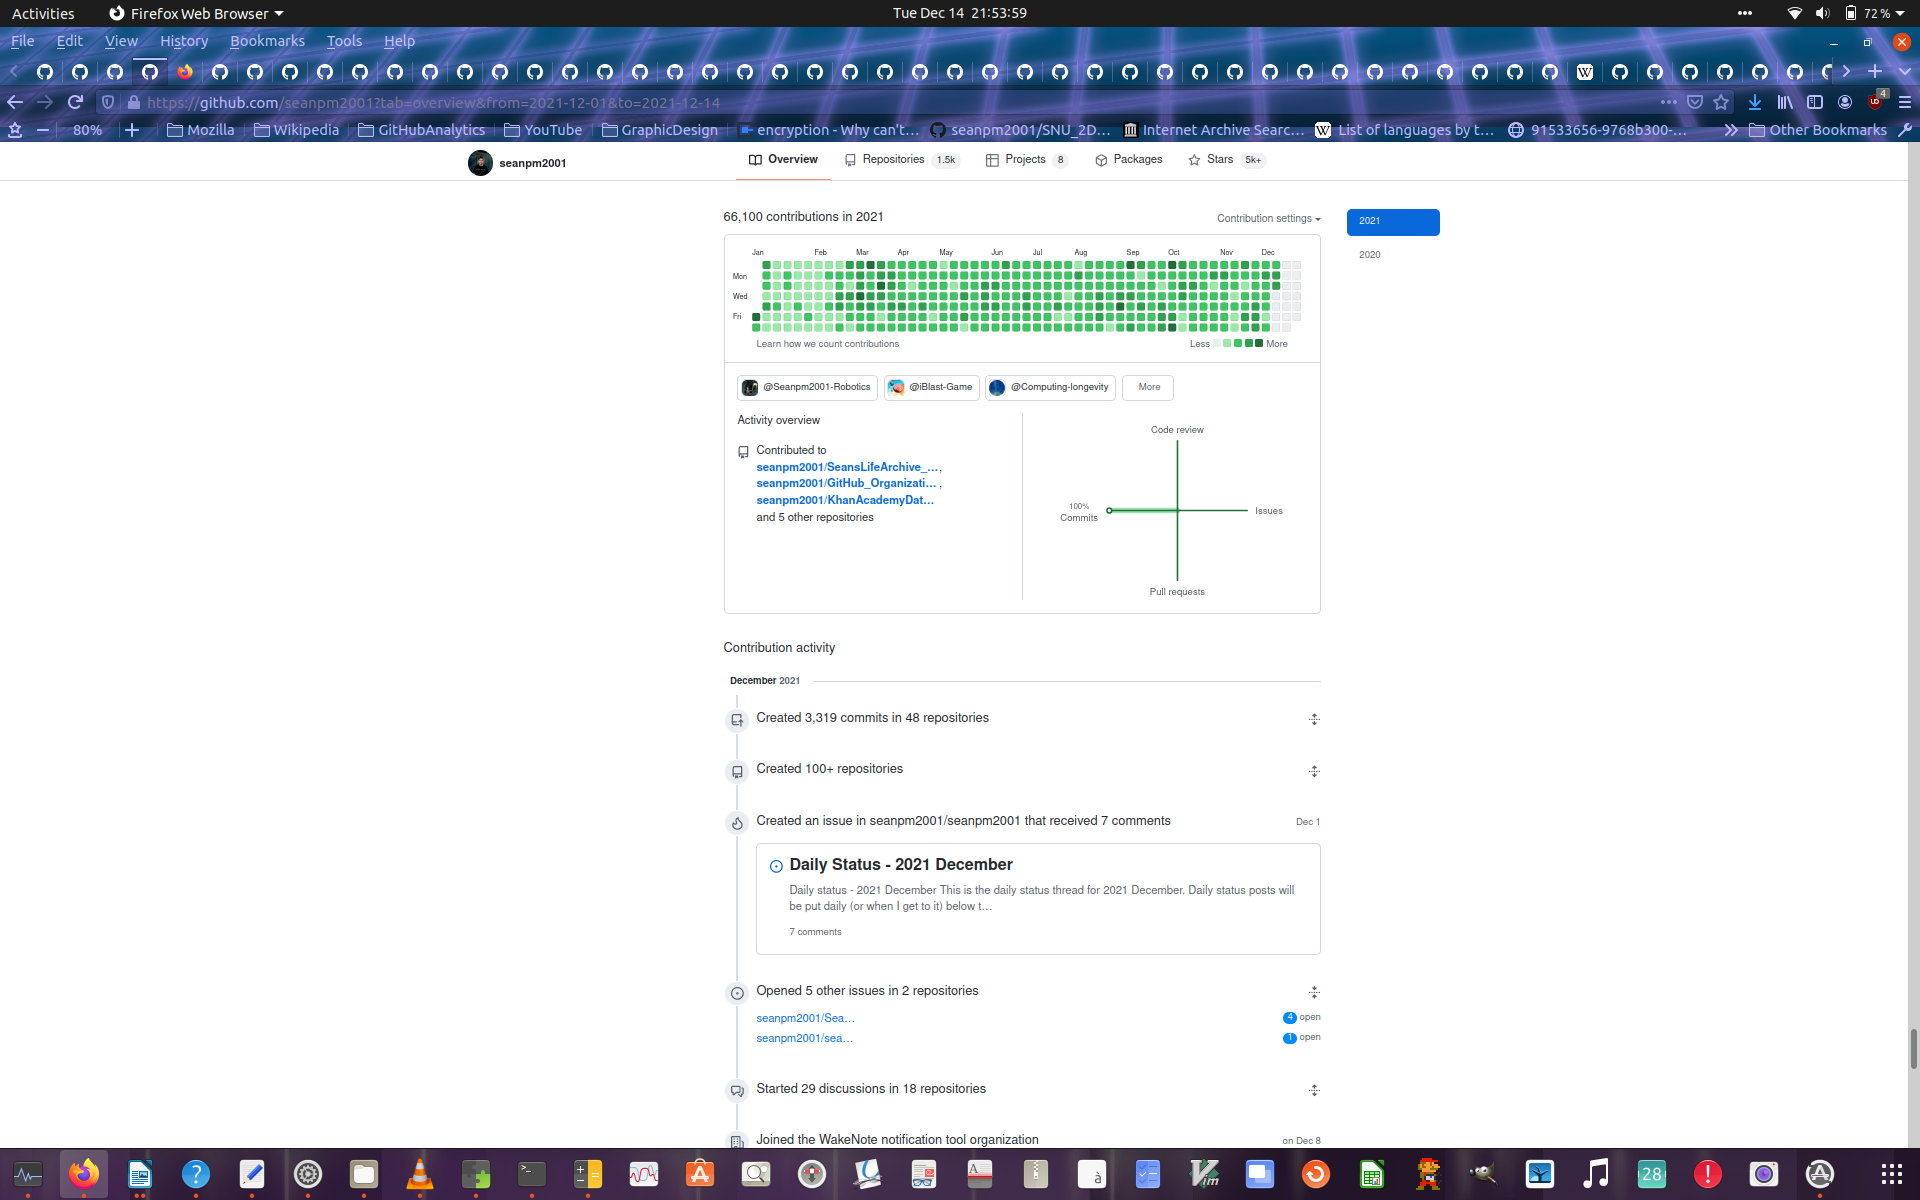 Activities
Firefox Web Browser
Tue Dec 14 21:53:59
72 %
File Edit View History Bookmarks Tools Help
https://github.com/seanpm2001?tab=overview&from=2021-12-01&to=2021-12-14
4
80%
Mozilla
Wikipedia
GitHubAnalytics
YouTube
GraphicDesign
encryption - Why can't…
seanpm2001/SNU_2D…
Internet Archive Searc…
List of languages by t…
91533656-9768b300-…
Other Bookmarks
seanpm2001
Overview
Repositories 1.5k
Projects 8
Packages
Stars 5k+
66,100 contributions in 2021
Contribution settings
2021
2020
Jan Feb Mar Apr May Jun Jul Aug Sep Oct Nov Dec
Mon
Wed
Fri
Learn how we count contributions
Less
More
@Seanpm2001-Robotics
@iBlast-Game
@Computing-longevity
More
Activity overview
Contributed to
seanpm2001/SeansLifeArchive_… ,
seanpm2001/GitHub_Organizati… ,
seanpm2001/KhanAcademyDat…
and 5 other repositories
Code review
100%
Commits
Issues
Pull requests
Contribution activity
December 2021
Created 3,319 commits in 48 repositories
Created 100+ repositories
Created an issue in seanpm2001/seanpm2001 that received 7 comments
Dec 1
Daily Status - 2021 December
Daily status - 2021 December This is the daily status thread for 2021 December. Daily status posts will
be put daily (or when I get to it) below t…
7 comments
Opened 5 other issues in 2 repositories
seanpm2001/Sea…
4 open
seanpm2001/sea…
1 open
Started 29 discussions in 18 repositories
Joined the WakeNote notification tool organization
on Dec 8
28